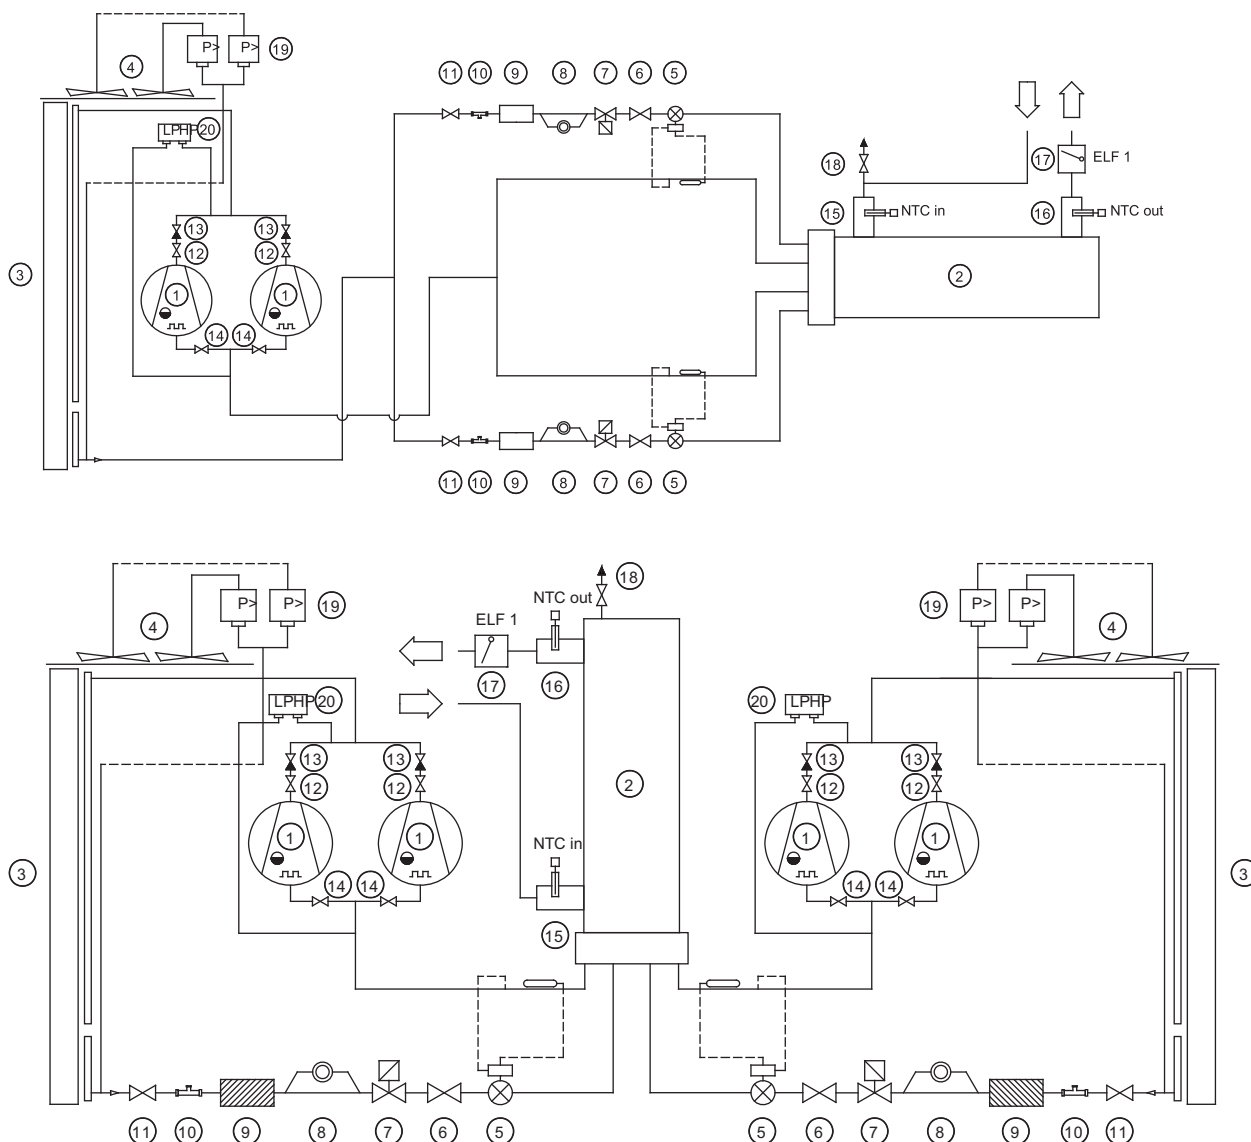 P> P> 19
4
11 10 9 8 7 6 5
LPHP20
18 17 ELF 1
15 NTC in 16 NTC out
13 13
12 12
3 2
1 1
14 14
11 10 9 8 7 6 5
18
NTC out
P> P> 19 ELF 1 19 P> P>
4 4
17 16
LPHP20 20 LPHP
13 13 13 13
12 12 2 12 12
1 1 NTC in 1 1
3 3
14 14 14 14
15
11 10 9 8 7 6 5 5 6 7 8 9 10 11